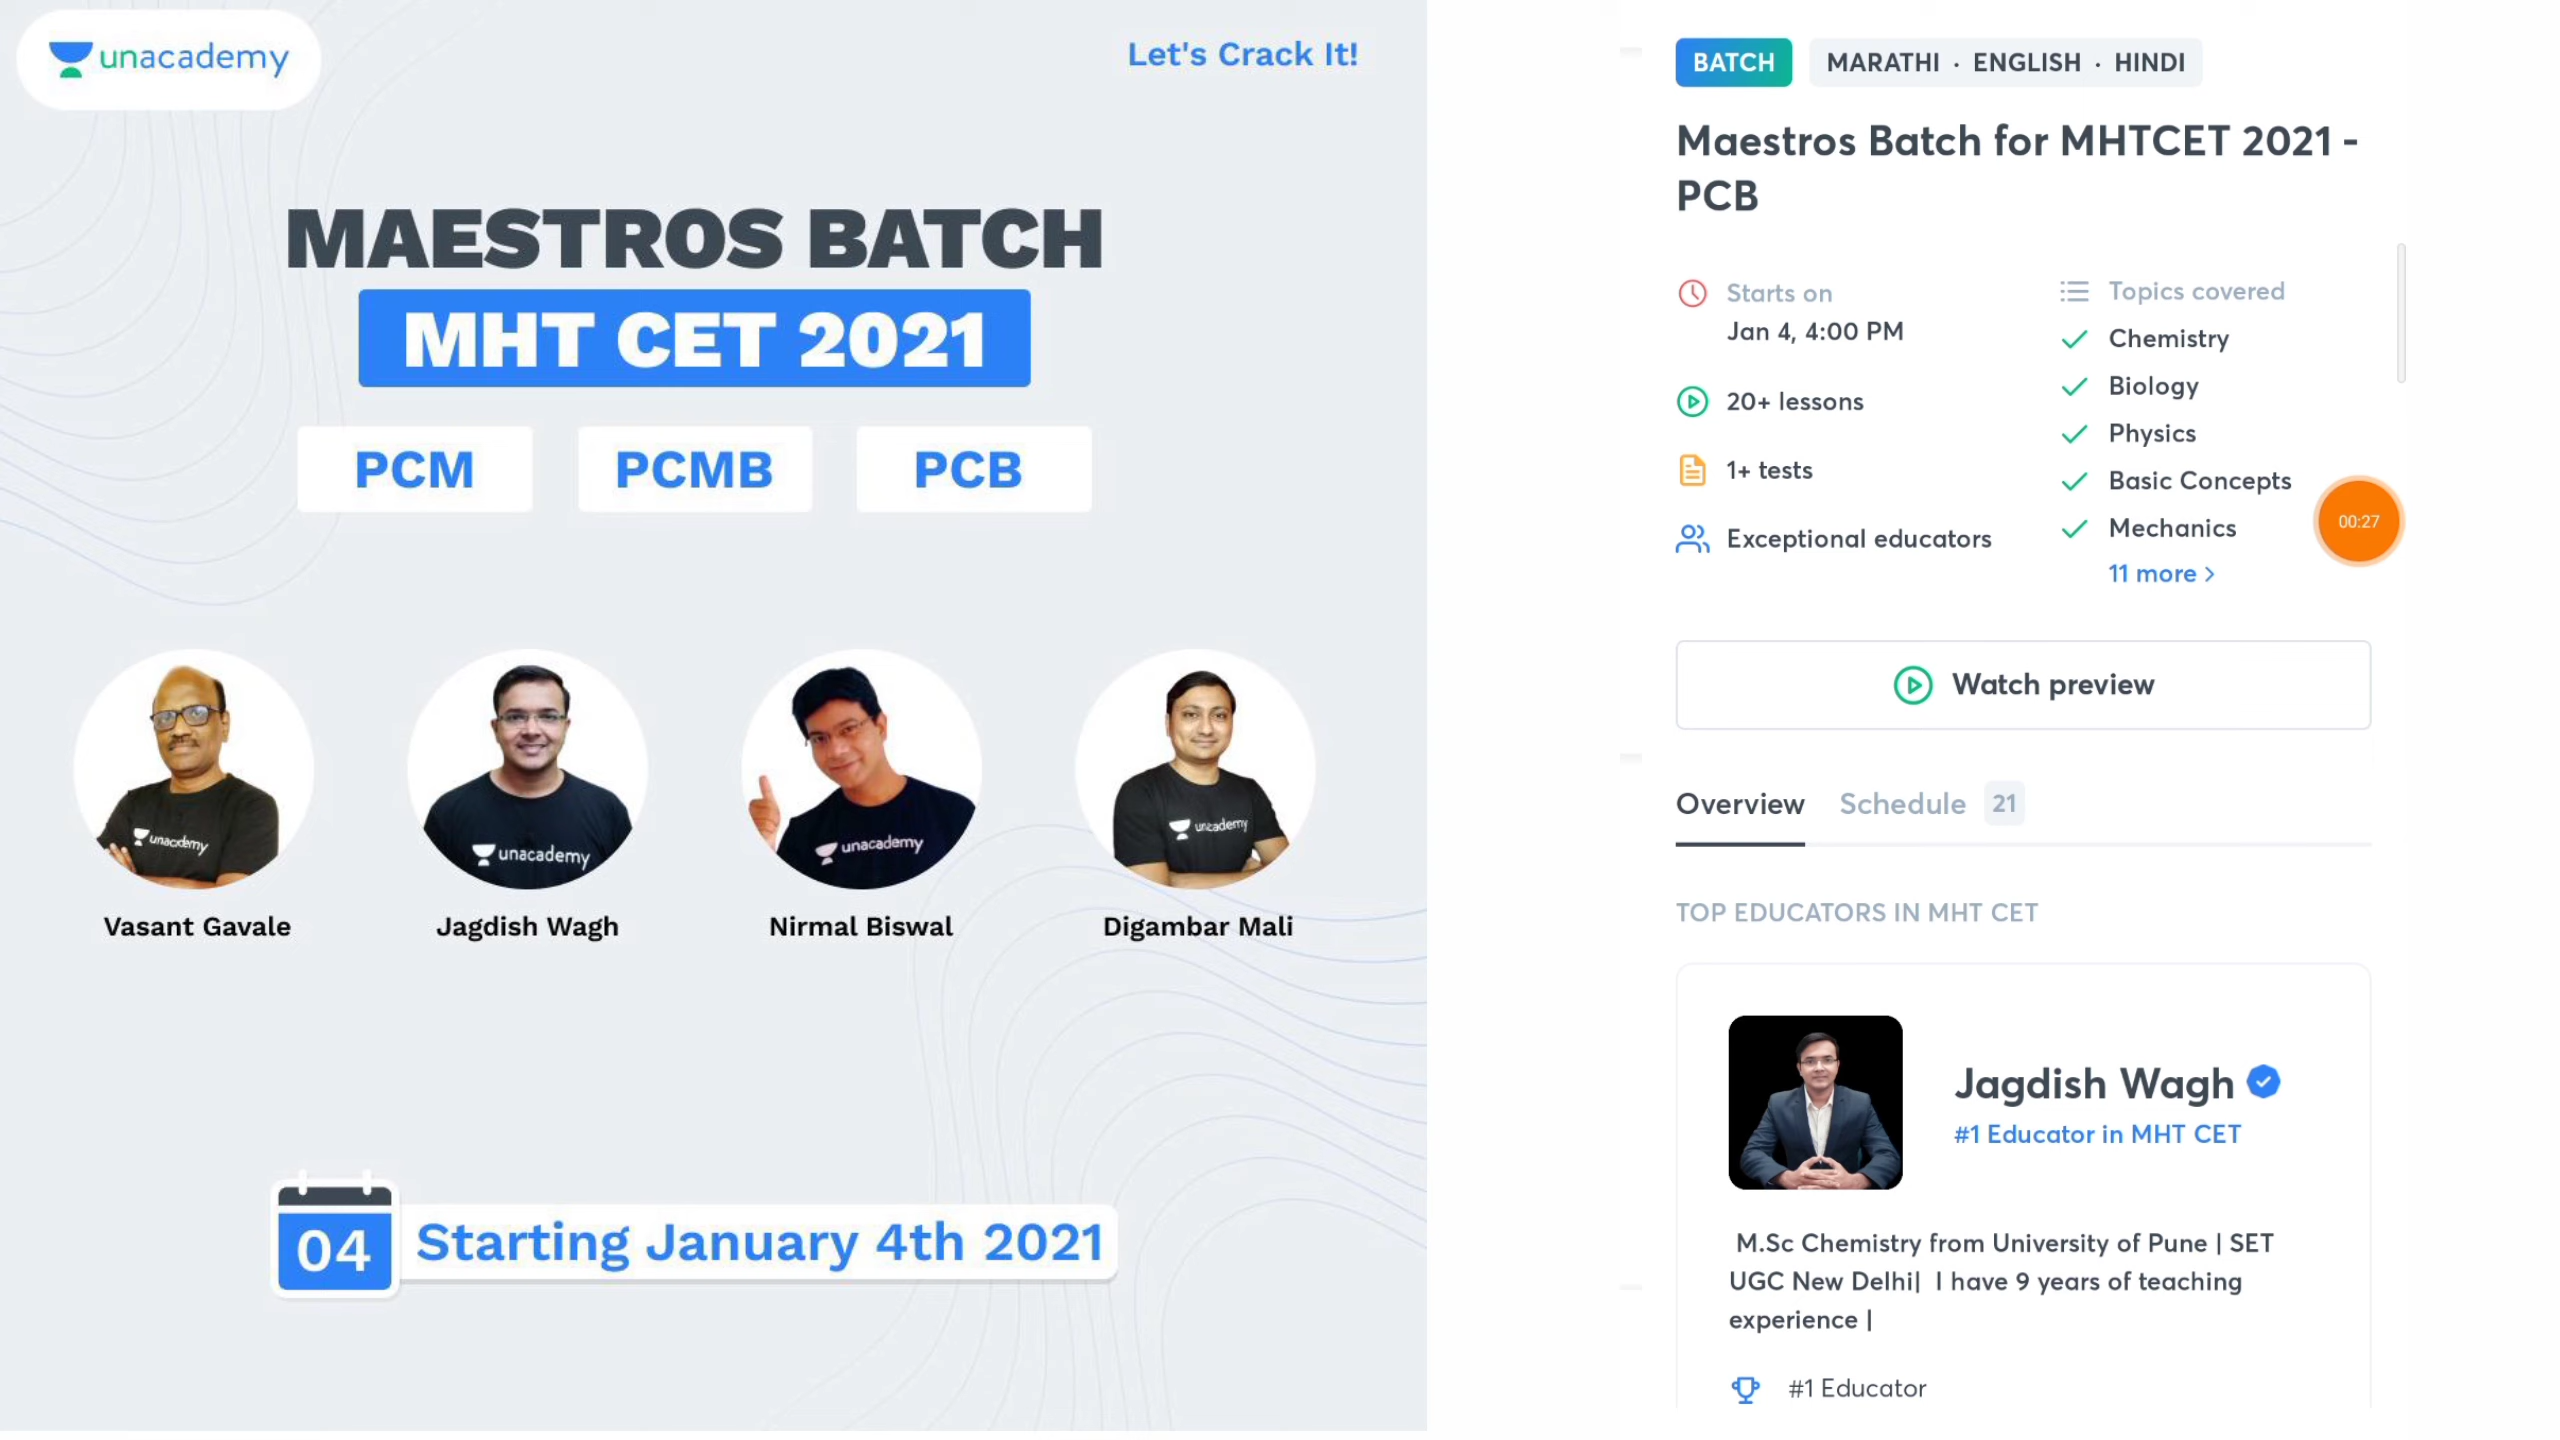 unacademy
Let's Crack It!
MAESTROS BATCH
MHT CET 2021
PCM
PCMB
PCB
unacademy
unacademy
unacademy
unacademy
Vasant Gavale
Jagdish Wagh
Nirmal Biswal
Digambar Mali
04
Starting January 4th 2021
BATCH
MARATHI · ENGLISH · HINDI
Maestros Batch for MHTCET 2021 -
PCB
Starts on
Jan 4, 4:00 PM
20+ lessons
1+ tests
Exceptional educators
Topics covered
Chemistry
Biology
Physics
Basic Concepts
Mechanics
11 more >
00:27
Watch preview
Overview
Schedule 21
TOP EDUCATORS IN MHT CET
Jagdish Wagh
#1 Educator in MHT CET
M.Sc Chemistry from University of Pune | SET
UGC New Delhi| I have 9 years of teaching
experience |
#1 Educator